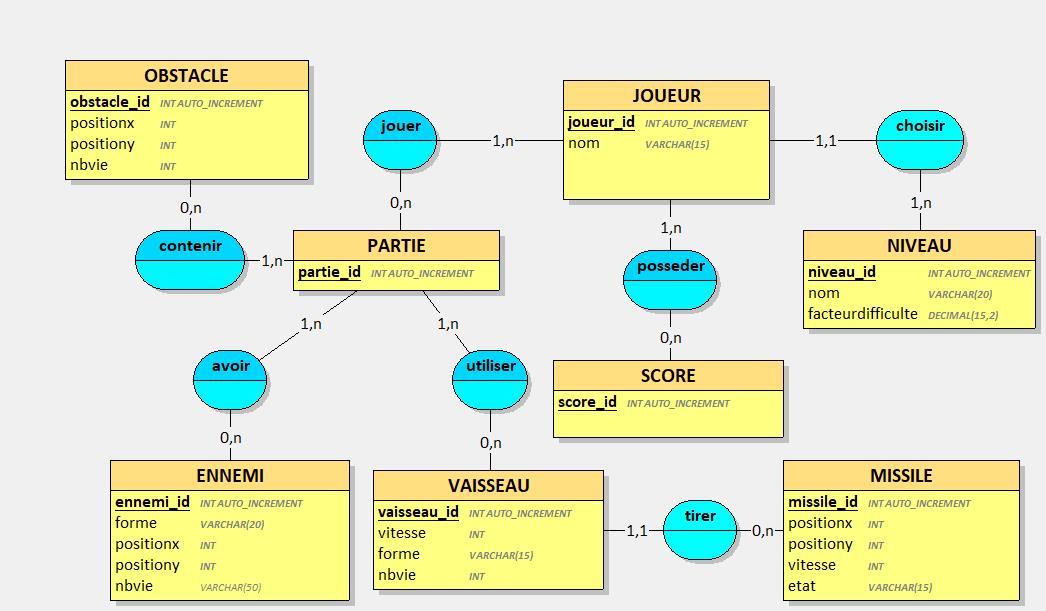 OBSTACLE
obstacle_id INT AUTO_INCREMENT
positionx INT
positiony INT
nbvie INT
jouer
1,n
JOUEUR
joueur_id INT AUTO_INCREMENT
nom VARCHAR(15)
1,1
choisir
0,n
0,n
1,n
1,n
contenir
1,n
PARTIE
partie_id INT AUTO_INCREMENT
posseder
NIVEAU
niveau_id INT AUTO_INCREMENT
nom VARCHAR(20)
facteurdifficulte DECIMAL(15,2)
1,n
1,n
0,n
avoir
utiliser
SCORE
score_id INT AUTO_INCREMENT
0,n
0,n
ENNEMI
ennemi_id INT AUTO_INCREMENT
forme VARCHAR(20)
positionx INT
positiony INT
nbvie VARCHAR(50)
VAISSEAU
vaisseau_id INT AUTO_INCREMENT
vitesse INT
forme VARCHAR(15)
nbvie INT
1,1
tirer
0,n
MISSILE
missile_id INT AUTO_INCREMENT
positionx INT
positiony INT
vitesse INT
etat VARCHAR(15)